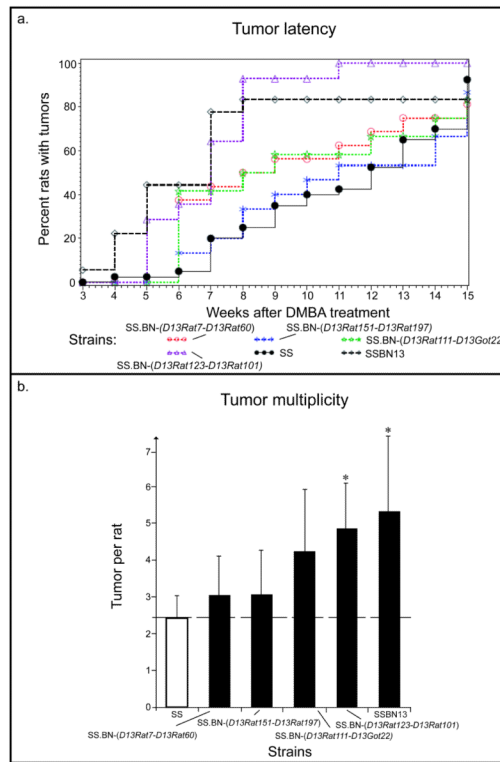 a.
Tumor latency
Percent rats with tumors
100
80
60
40
20
0
3 4 5 6 7 8 9 10 11 12 13 14 15
Weeks after DMBA treatment
SS.BN-(D13Rat7-D13Rat60) SS.BN-(D13Rat151-D13Rat197)
Strains: SS.BN-(D13Rat111-D13Got22
SS SSBN13
SS.BN-(D13Rat123-D13Rat101)
b.
Tumor multiplicity
Tumor per rat
7
6
5
4
3
2
1
0
* *
SS SSBN13
SS.BN-(D13Rat151-D13Rat197) SS.BN-(D13Rat123-D13Rat101)
SS.BN-(D13Rat7-D13Rat60) SS.BN-(D13Rat111-D13Got22)
Strains